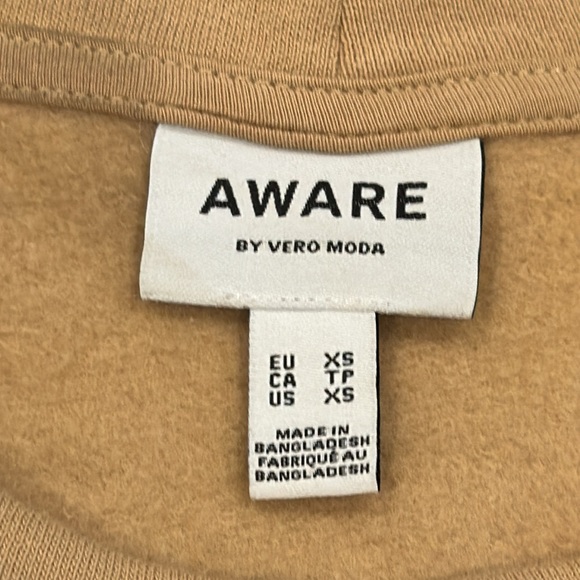 AWARE
BY VERO MODA
EU XS
CA TP
US XS
MADE IN
BANGLADESH
FABRIQUÉ AU
BANGLADESH